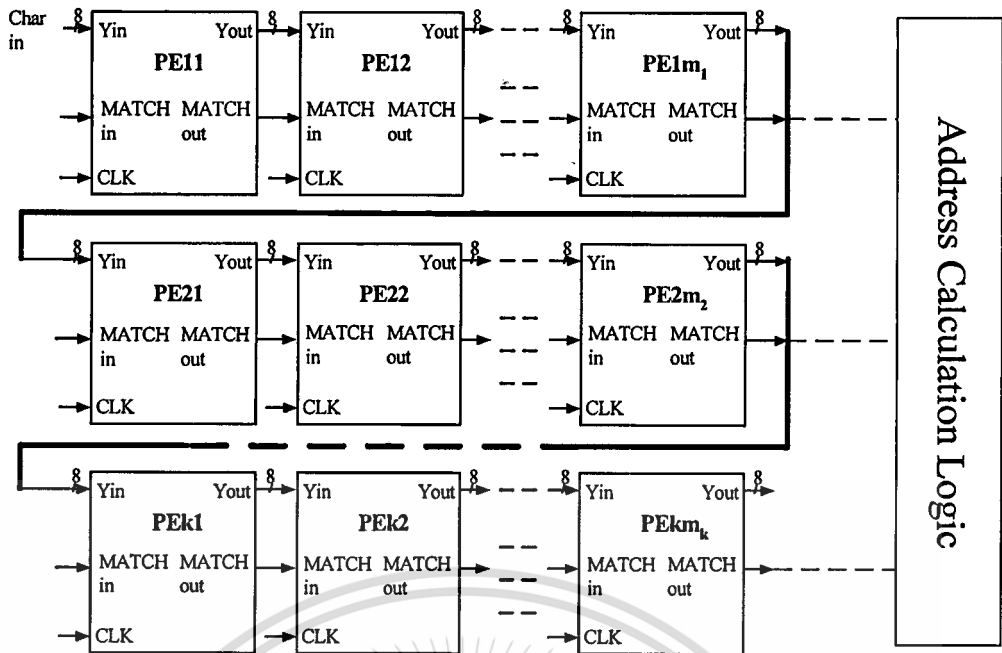 Char in
8 8 8 8
Yin Yout Yin Yout Yin Yout
PE11 PE12 PE1m₁
MATCH in MATCH out MATCH in MATCH out MATCH in MATCH out
CLK CLK CLK
8 8 8 8
Yin Yout Yin Yout Yin Yout
PE21 PE22 PE2m₂
MATCH in MATCH out MATCH in MATCH out MATCH in MATCH out
CLK CLK CLK
8 8 8 8
Yin Yout Yin Yout Yin Yout
PEk1 PEk2 PEkmₖ
MATCH in MATCH out MATCH in MATCH out MATCH in MATCH out
CLK CLK CLK
Address Calculation Logic